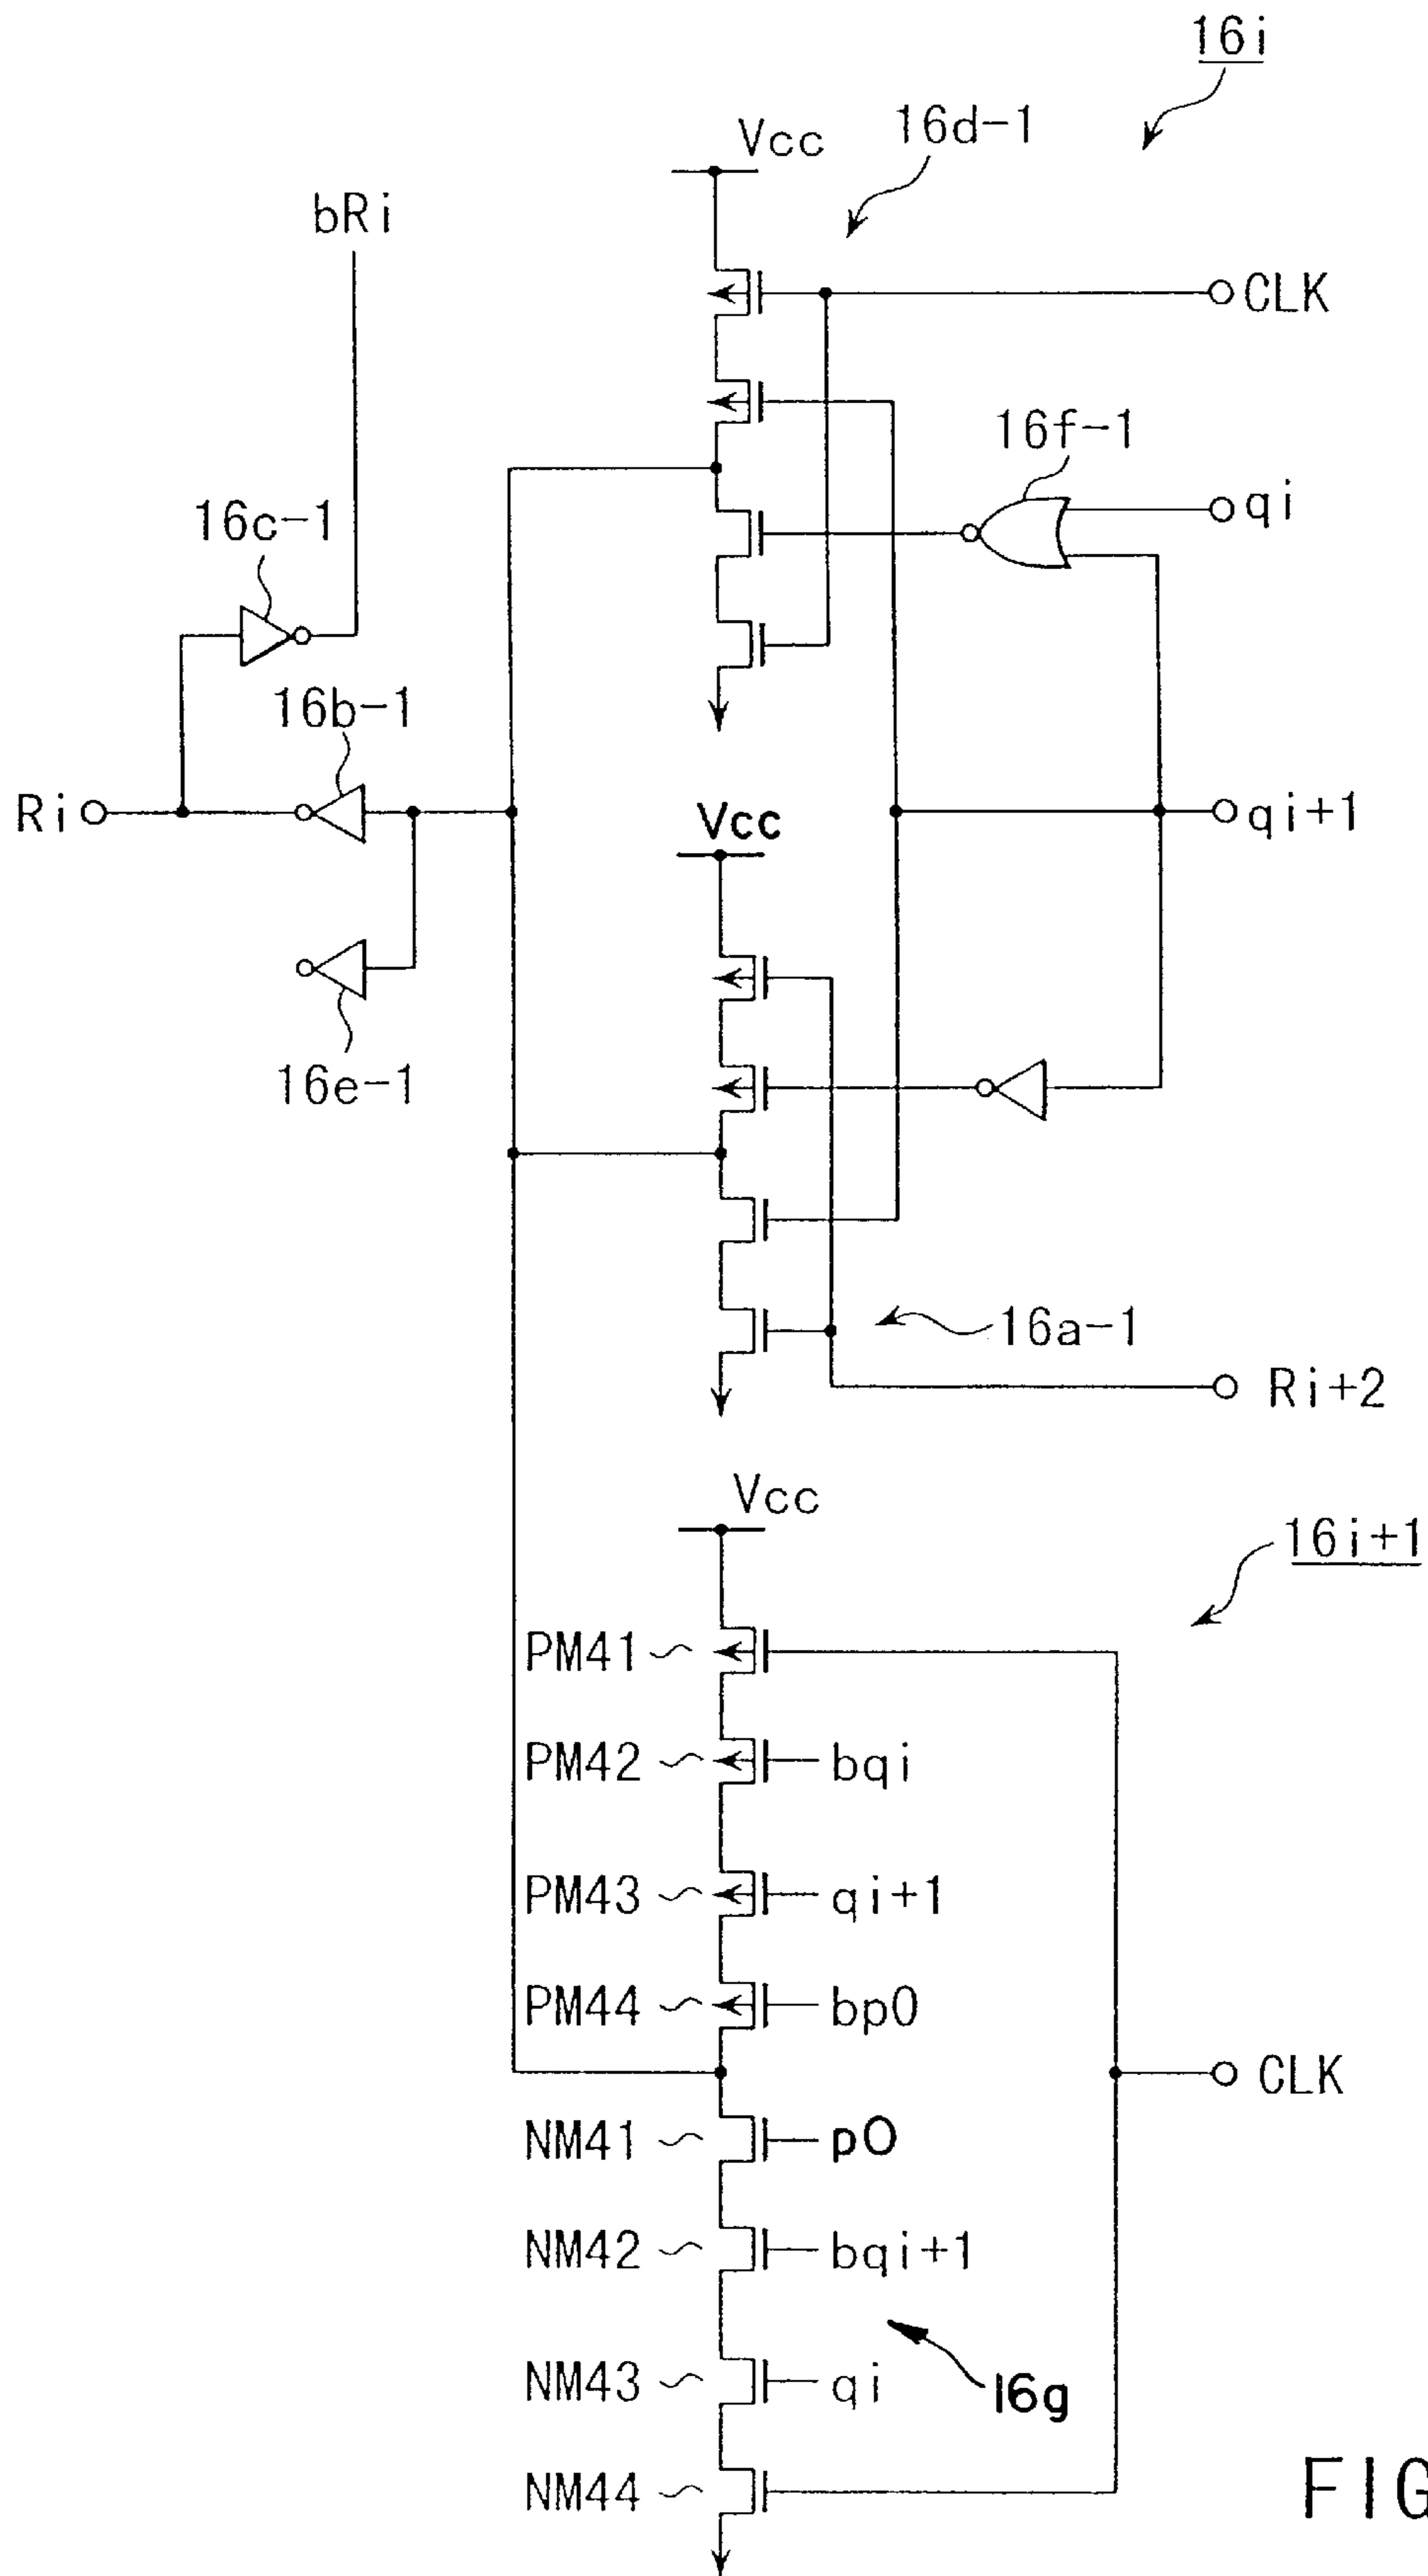 16i
16d-1
Vcc
bRi
CLK
16f-1
qi
16c-1
16b-1
Ri
qi+1
Vcc
16e-1
16a-1
Ri+2
Vcc
16i+1
PM41
PM42
bqi
PM43
qi+1
PM44
bp0
CLK
NM41
p0
NM42
bqi+1
NM43
qi
16g
NM44
FIG